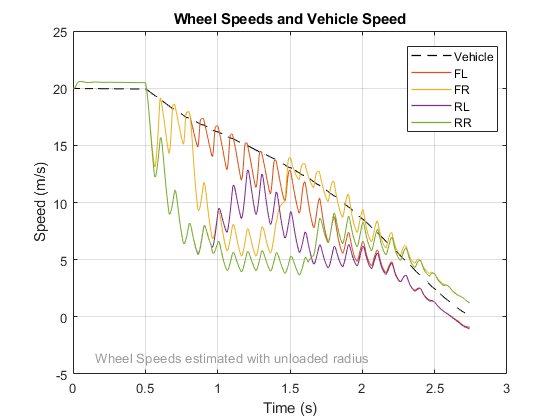 Wheel Speeds and Vehicle Speed
25
20
15
10
5
0
-5
Speed (m/s)
Vehicle
FL
FR
RL
RR
Wheel Speeds estimated with unloaded radius
0
0.5
1
1.5
2
2.5
3
Time (s)